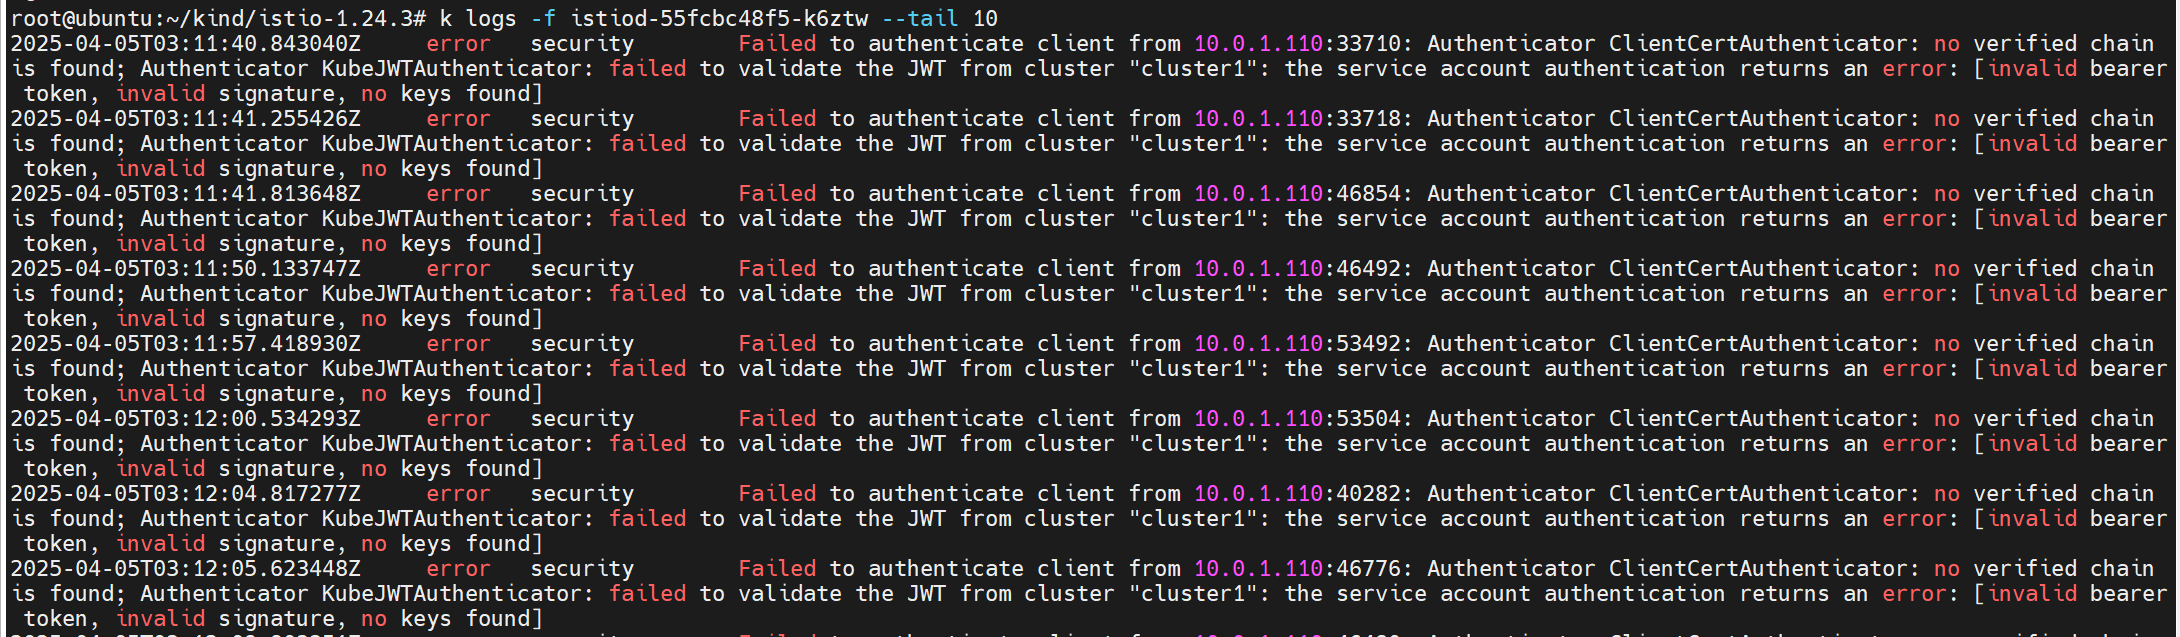 root@ubuntu:~/kind/istio-1.24.3# k logs -f istiod-55fcbc48f5-k6ztw --tail 10
2025-04-05T03:11:40.843040Z     error   security        Failed to authenticate client from 10.0.1.110:33710: Authenticator ClientCertAuthenticator: no verified chain
is found; Authenticator KubeJWTAuthenticator: failed to validate the JWT from cluster "cluster1": the service account authentication returns an error: [invalid bearer
token, invalid signature, no keys found]
2025-04-05T03:11:41.255426Z     error   security        Failed to authenticate client from 10.0.1.110:33718: Authenticator ClientCertAuthenticator: no verified chain
is found; Authenticator KubeJWTAuthenticator: failed to validate the JWT from cluster "cluster1": the service account authentication returns an error: [invalid bearer
token, invalid signature, no keys found]
2025-04-05T03:11:41.813648Z     error   security        Failed to authenticate client from 10.0.1.110:46854: Authenticator ClientCertAuthenticator: no verified chain
is found; Authenticator KubeJWTAuthenticator: failed to validate the JWT from cluster "cluster1": the service account authentication returns an error: [invalid bearer
token, invalid signature, no keys found]
2025-04-05T03:11:50.133747Z     error   security        Failed to authenticate client from 10.0.1.110:46492: Authenticator ClientCertAuthenticator: no verified chain
is found; Authenticator KubeJWTAuthenticator: failed to validate the JWT from cluster "cluster1": the service account authentication returns an error: [invalid bearer
token, invalid signature, no keys found]
2025-04-05T03:11:57.418930Z     error   security        Failed to authenticate client from 10.0.1.110:53492: Authenticator ClientCertAuthenticator: no verified chain
is found; Authenticator KubeJWTAuthenticator: failed to validate the JWT from cluster "cluster1": the service account authentication returns an error: [invalid bearer
token, invalid signature, no keys found]
2025-04-05T03:12:00.534293Z     error   security        Failed to authenticate client from 10.0.1.110:53504: Authenticator ClientCertAuthenticator: no verified chain
is found; Authenticator KubeJWTAuthenticator: failed to validate the JWT from cluster "cluster1": the service account authentication returns an error: [invalid bearer
token, invalid signature, no keys found]
2025-04-05T03:12:04.817277Z     error   security        Failed to authenticate client from 10.0.1.110:40282: Authenticator ClientCertAuthenticator: no verified chain
is found; Authenticator KubeJWTAuthenticator: failed to validate the JWT from cluster "cluster1": the service account authentication returns an error: [invalid bearer
token, invalid signature, no keys found]
2025-04-05T03:12:05.623448Z     error   security        Failed to authenticate client from 10.0.1.110:46776: Authenticator ClientCertAuthenticator: no verified chain
is found; Authenticator KubeJWTAuthenticator: failed to validate the JWT from cluster "cluster1": the service account authentication returns an error: [invalid bearer
token, invalid signature, no keys found]